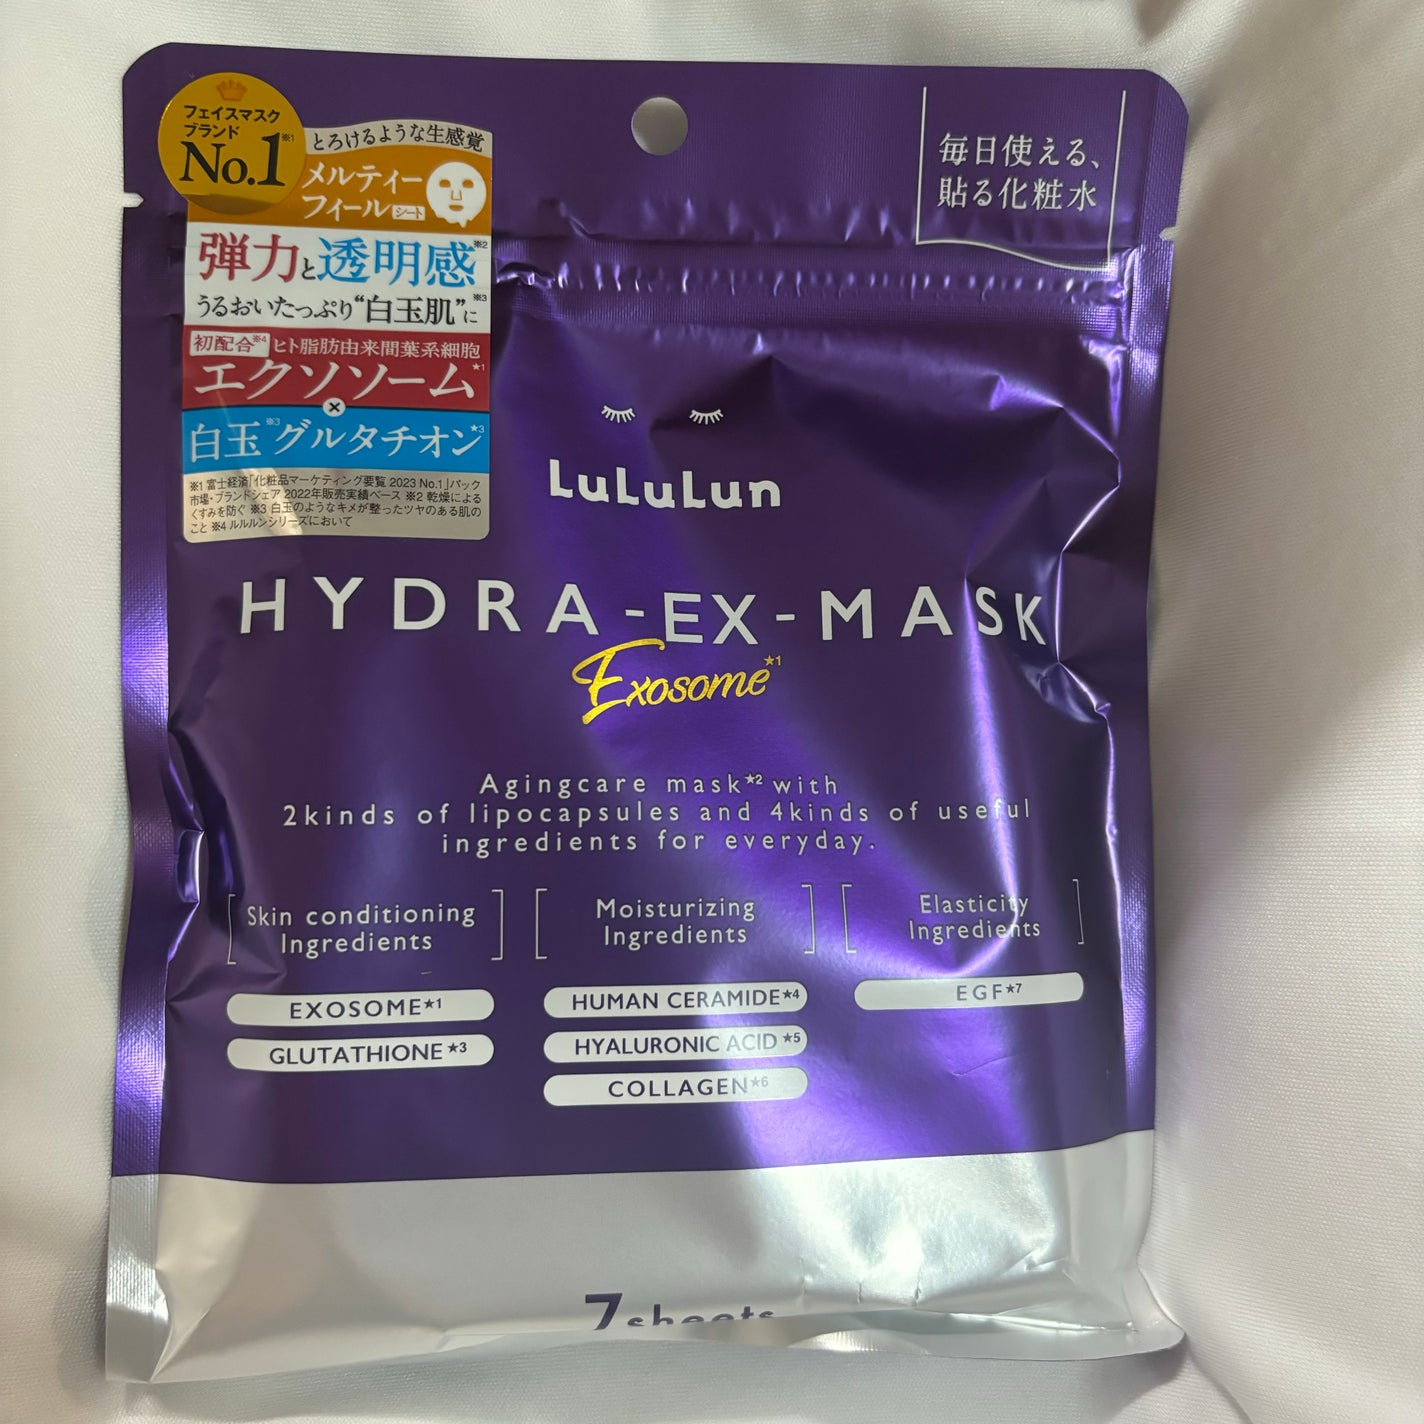 フェイスマスク
ブランド
No.1※1
とろけるような生感覚
メルティー
フィールシート
弾力と透明感※2
うるおいたっぷり“白玉肌”に※3
初配合※4 ヒト脂肪由来間葉系細胞
エクソソーム★1
×
白玉※3グルタチオン★3
※1 富士経済「化粧品マーケティング要覧 2023 No.1」パック
市場・ブランドシェア 2022年販売実績ベース ※2 乾燥による
くすみを防ぐ ※3 白玉のようなキメが整ったツヤのある肌の
こと ※4 ルルルンシリーズにおいて
毎日使える、
貼る化粧水
LuLuLun
HYDRA-EX-MASK
Exosome★1
Agingcare mask★2 with
2kinds of lipocapsules and 4kinds of useful
ingredients for everyday.
Skin conditioning
Ingredients
EXOSOME★1
GLUTATHIONE★3
Moisturizing
Ingredients
HUMAN CERAMIDE★4
HYALURONIC ACID★5
COLLAGEN★6
Elasticity
Ingredients
EGF★7
7sheets